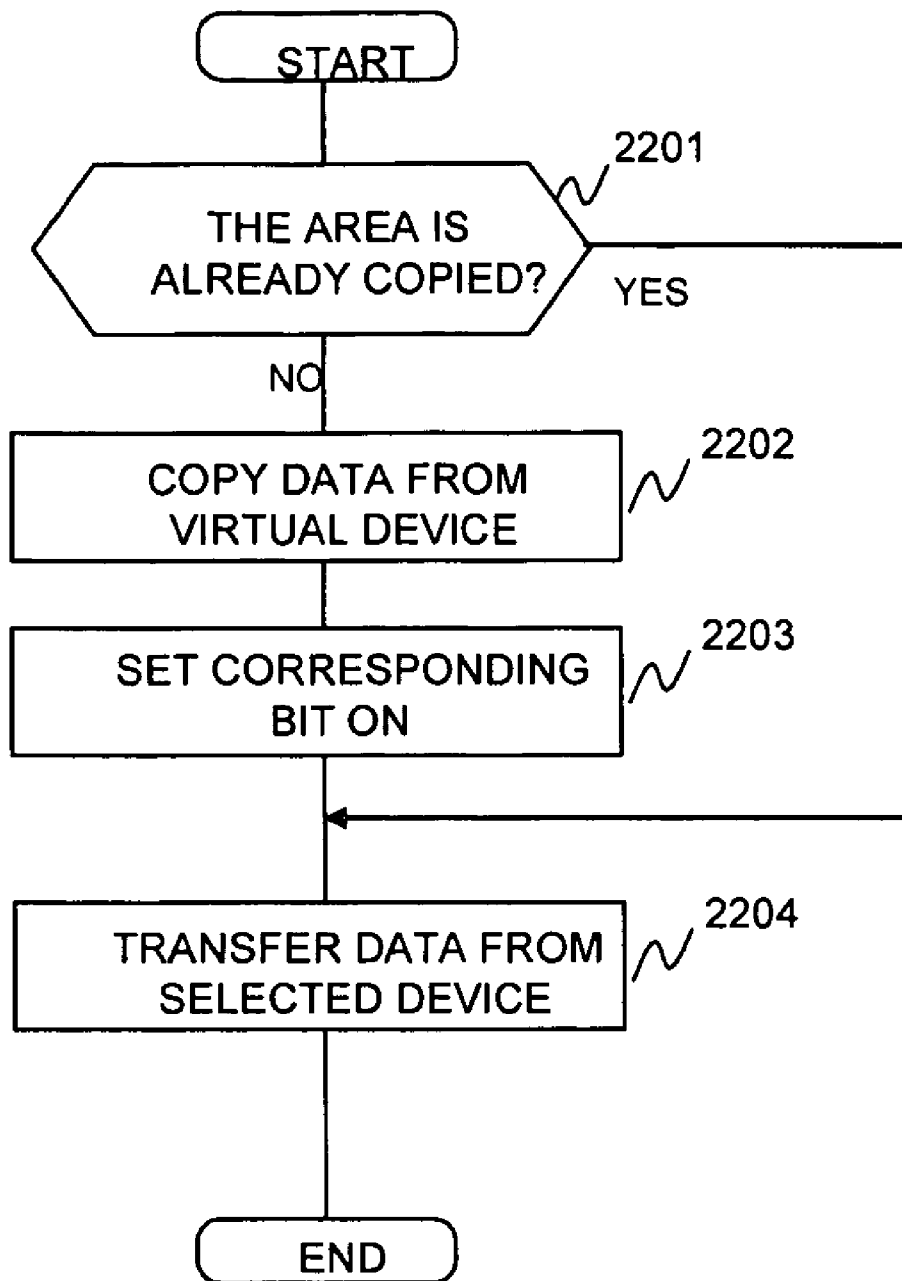 START
2201
THE AREA IS
ALREADY COPIED?
YES
NO
2202
COPY DATA FROM
VIRTUAL DEVICE
2203
SET CORRESPONDING
BIT ON
2204
TRANSFER DATA FROM
SELECTED DEVICE
END